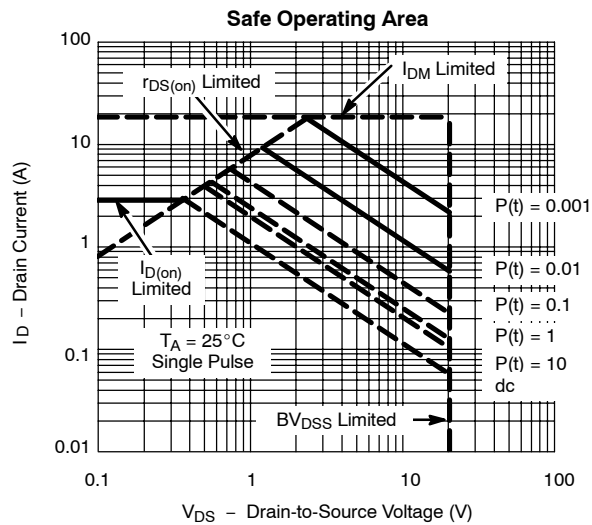 Safe Operating Area
100
rDS(on) Limited
IDM Limited
10
ID – Drain Current (A)
P(t) = 0.001
1
ID(on)
Limited
P(t) = 0.01
P(t) = 0.1
TA = 25°C
Single Pulse
P(t) = 1
0.1
P(t) = 10
dc
BVDSS Limited
0.01
0.1
1
10
100
VDS – Drain-to-Source Voltage (V)